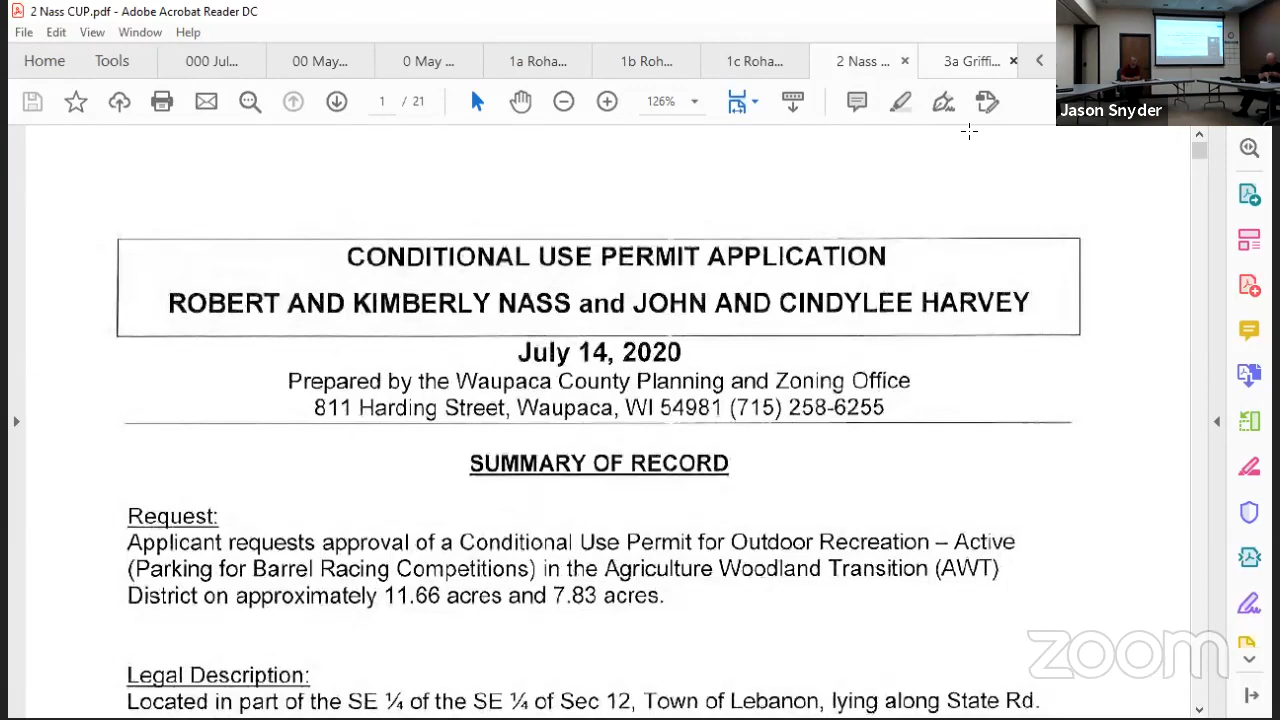 2 Nass CUP.pdf - Adobe Acrobat Reader DC
File Edit View Window Help
Home Tools 000 Jul... 00 May... 0 May ... 1a Roha... 1b Roh... 1c Roha... 2 Nass ... × 3a Griffi... ×
1 / 21 126%
Jason Snyder
CONDITIONAL USE PERMIT APPLICATION
ROBERT AND KIMBERLY NASS and JOHN AND CINDYLEE HARVEY
July 14, 2020
Prepared by the Waupaca County Planning and Zoning Office
811 Harding Street, Waupaca, WI 54981 (715) 258-6255
SUMMARY OF RECORD
Request:
Applicant requests approval of a Conditional Use Permit for Outdoor Recreation – Active
(Parking for Barrel Racing Competitions) in the Agriculture Woodland Transition (AWT)
District on approximately 11.66 acres and 7.83 acres.
Legal Description:
Located in part of the SE ¼ of the SE ¼ of Sec 12, Town of Lebanon, lying along State Rd.
zoom